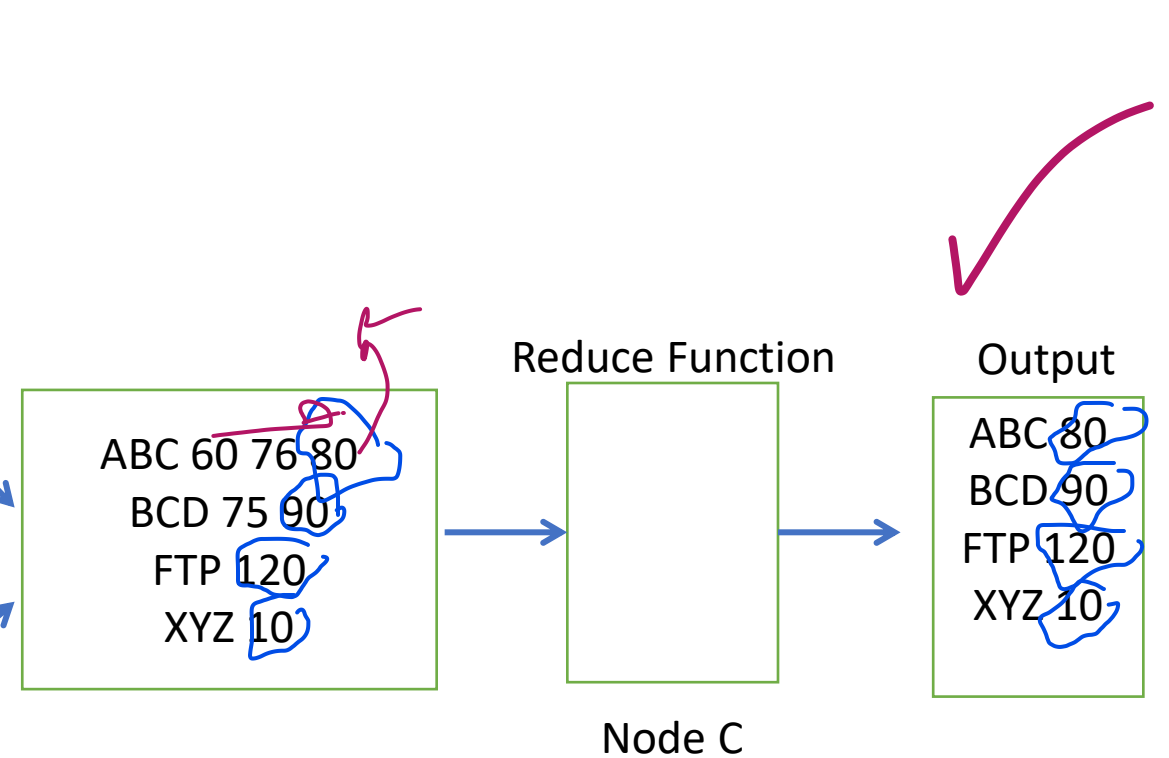 Reduce Function
Output
ABC 60 76 80
BCD 75 90
FTP 120
XYZ 10
ABC 80
BCD 90
FTP 120
XYZ 10
Node C